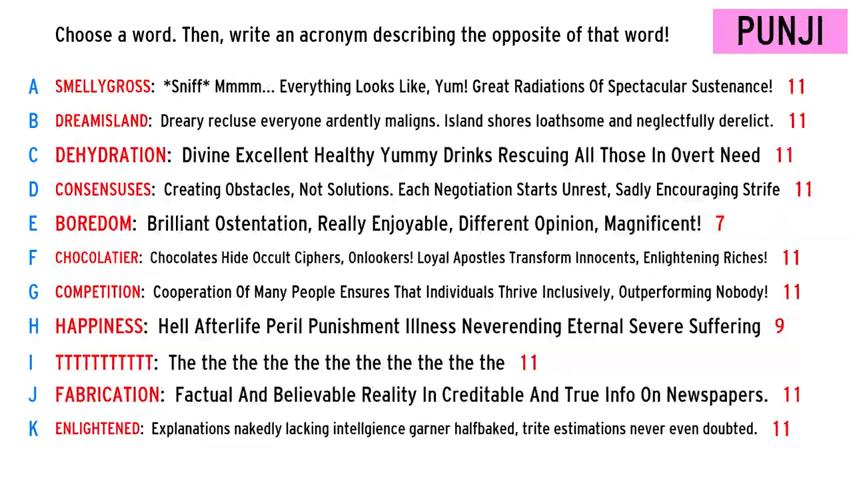 Choose a word. Then, write an acronym describing the opposite of that word!
PUNJI
A SMELLYGROSS: *Sniff* Mmmm... Everything Looks Like, Yum! Great Radiations Of Spectacular Sustenance! 11
B DREAMISLAND: Dreary recluse everyone ardently maligns. Island shores loathsome and neglectfully derelict. 11
C DEHYDRATION: Divine Excellent Healthy Yummy Drinks Rescuing All Those In Overt Need 11
D CONSENSUSES: Creating Obstacles, Not Solutions. Each Negotiation Starts Unrest, Sadly Encouraging Strife 11
E BOREDOM: Brilliant Ostentation, Really Enjoyable, Different Opinion, Magnificent! 7
F CHOCOLATIER: Chocolates Hide Occult Ciphers, Onlookers! Loyal Apostles Transform Innocents, Enlightening Riches! 11
G COMPETITION: Cooperation Of Many People Ensures That Individuals Thrive Inclusively, Outperforming Nobody! 11
H HAPPINESS: Hell Afterlife Peril Punishment Illness Neverending Eternal Severe Suffering 9
I TTTTTTTTTTT: The the the the the the the the the the the 11
J FABRICATION: Factual And Believable Reality In Creditable And True Info On Newspapers. 11
K ENLIGHTENED: Explanations nakedly lacking intellgience garner halfbaked, trite estimations never even doubted. 11